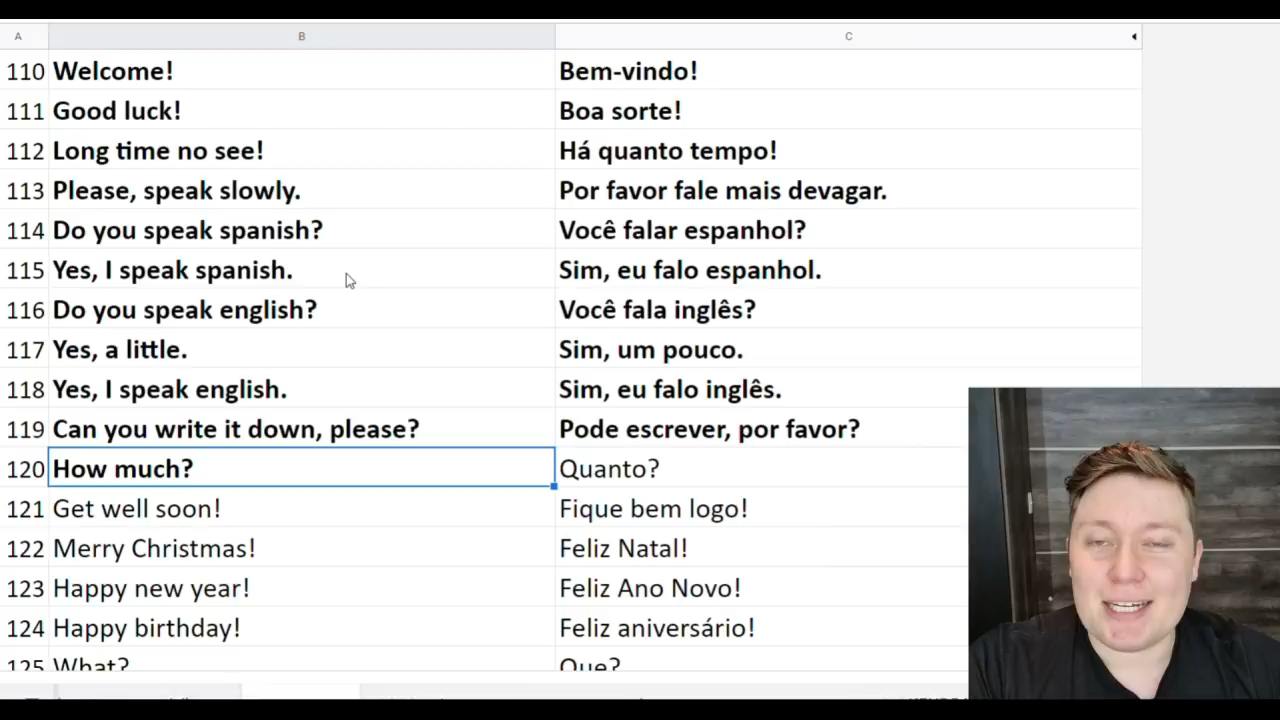 A B C
110 Welcome! Bem-vindo!
111 Good luck! Boa sorte!
112 Long time no see! Há quanto tempo!
113 Please, speak slowly. Por favor fale mais devagar.
114 Do you speak spanish? Você falar espanhol?
115 Yes, I speak spanish. Sim, eu falo espanhol.
116 Do you speak english? Você fala inglês?
117 Yes, a little. Sim, um pouco.
118 Yes, I speak english. Sim, eu falo inglês.
119 Can you write it down, please? Pode escrever, por favor?
120 How much? Quanto?
121 Get well soon! Fique bem logo!
122 Merry Christmas! Feliz Natal!
123 Happy new year! Feliz Ano Novo!
124 Happy birthday! Feliz aniversário!
125 What? Que?